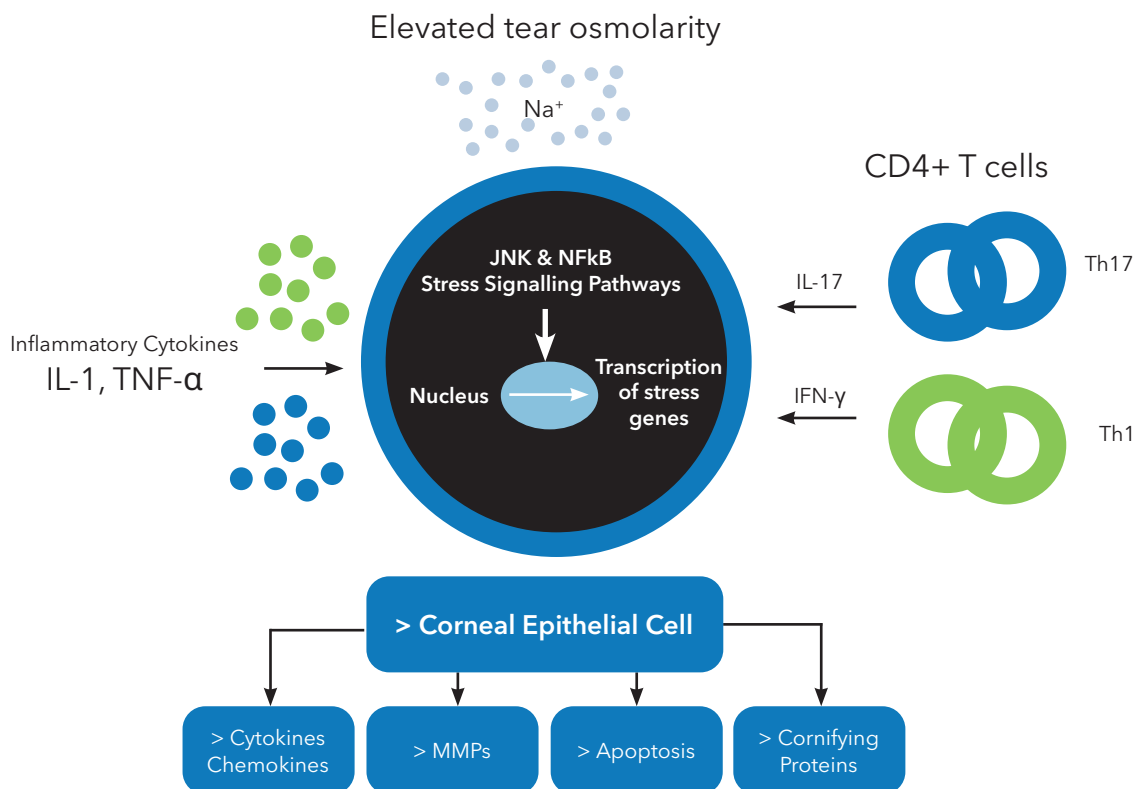 Elevated tear osmolarity
Na⁺
CD4+ T cells
JNK & NFkB
Stress Signalling Pathways
Th17
IL-17
Inflammatory Cytokines
IL-1, TNF-α
Nucleus
Transcription
of stress
genes
IFN-γ
Th1
> Corneal Epithelial Cell
> Cytokines
Chemokines
> MMPs
> Apoptosis
> Cornifying
Proteins